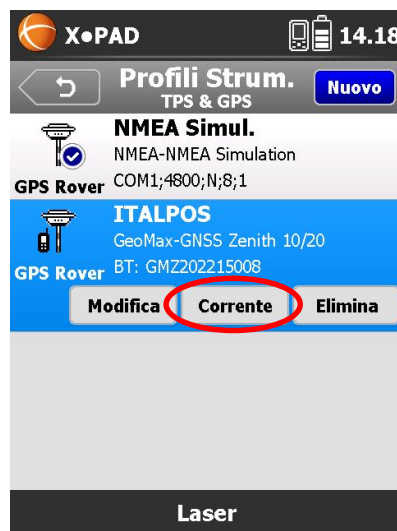 X●PAD 14.18
Profili Strum.
TPS & GPS
Nuovo
NMEA Simul.
NMEA-NMEA Simulation
GPS Rover COM1;4800;N;8;1
ITALPOS
GeoMax-GNSS Zenith 10/20
GPS Rover BT: GMZ202215008
Modifica Corrente Elimina
Laser